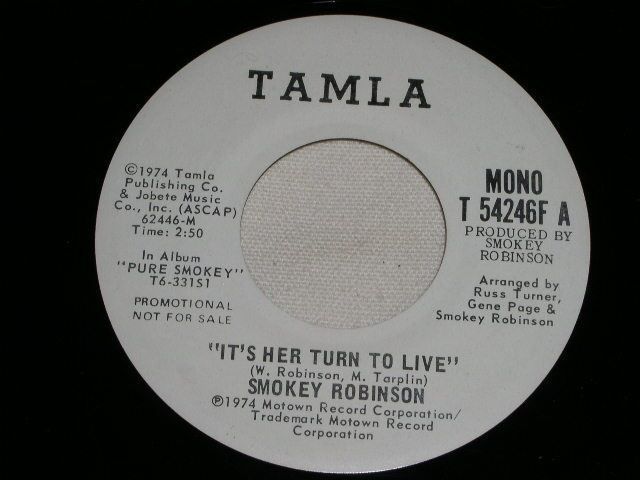 TAMLA
©1974 Tamla
Publishing Co.
& Jobete Music
Co., Inc. (ASCAP)
62446-M
Time: 2:50
In Album
"PURE SMOKEY"
T6-331S1
PROMOTIONAL
NOT FOR SALE
MONO
T 54246F A
PRODUCED BY
SMOKEY
ROBINSON
Arranged by
Russ Turner,
Gene Page &
Smokey Robinson
"IT'S HER TURN TO LIVE"
(W. Robinson, M. Tarplin)
SMOKEY ROBINSON
℗1974 Motown Record Corporation/
Trademark Motown Record
Corporation